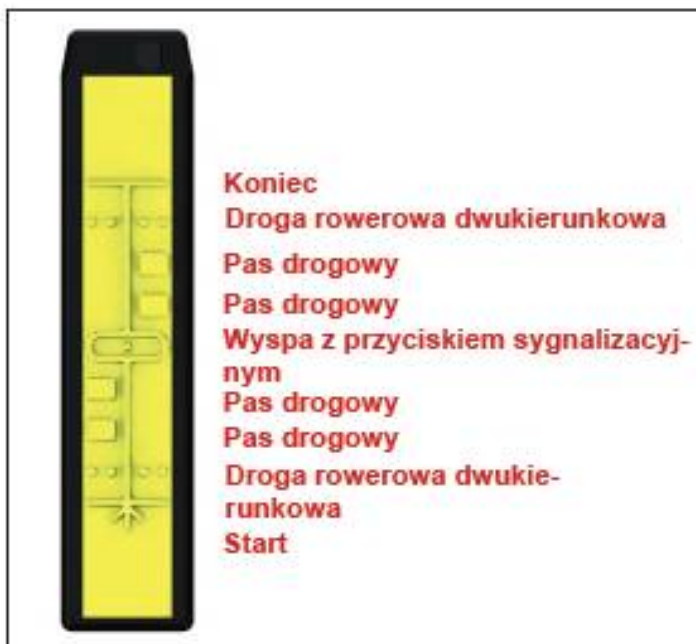 Koniec
Droga rowerowa dwukierunkowa
Pas drogowy
Pas drogowy
Wyspa z przyciskiem sygnalizacyj-
nym
Pas drogowy
Pas drogowy
Droga rowerowa dwukie-
runkowa
Start